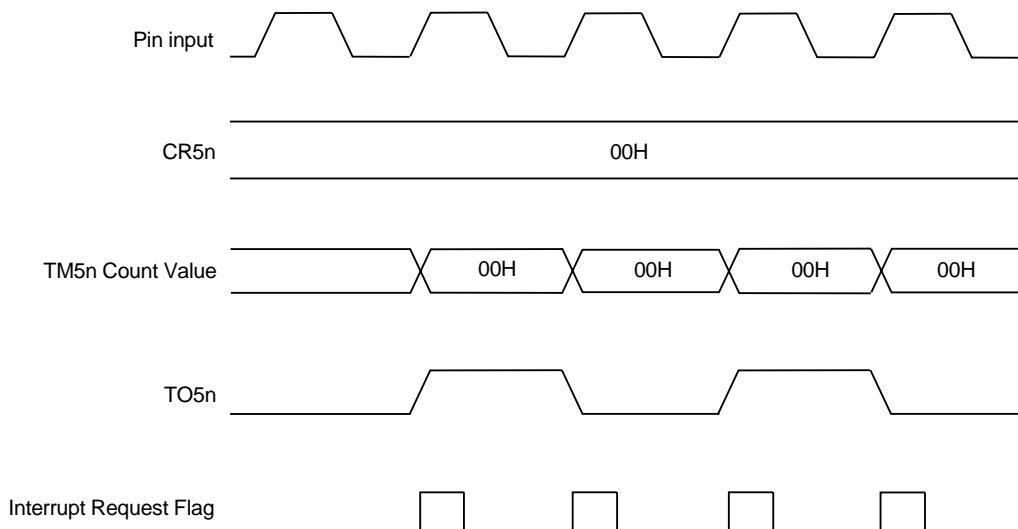 Pin input
CR5n
00H
TM5n Count Value
00H 00H 00H 00H
TO5n
Interrupt Request Flag